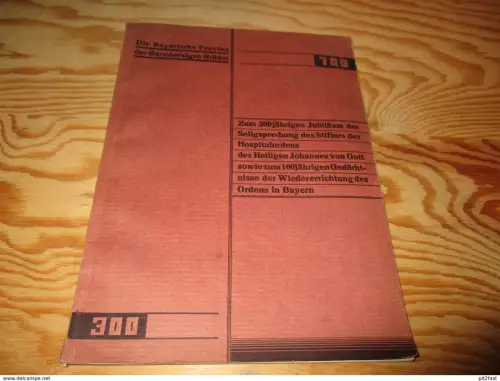 Die Bayerische Provinz
der Barmherzigen Brüder
100
Zum 300jährigen Jubiläum der
Seligsprechung des Stifters des
Hospitalordens
des Heiligen Johannes von Gott
sowie zum 100jährigen Gedächt-
nisse der Wiedererrichtung des
Ordens in Bayern
300